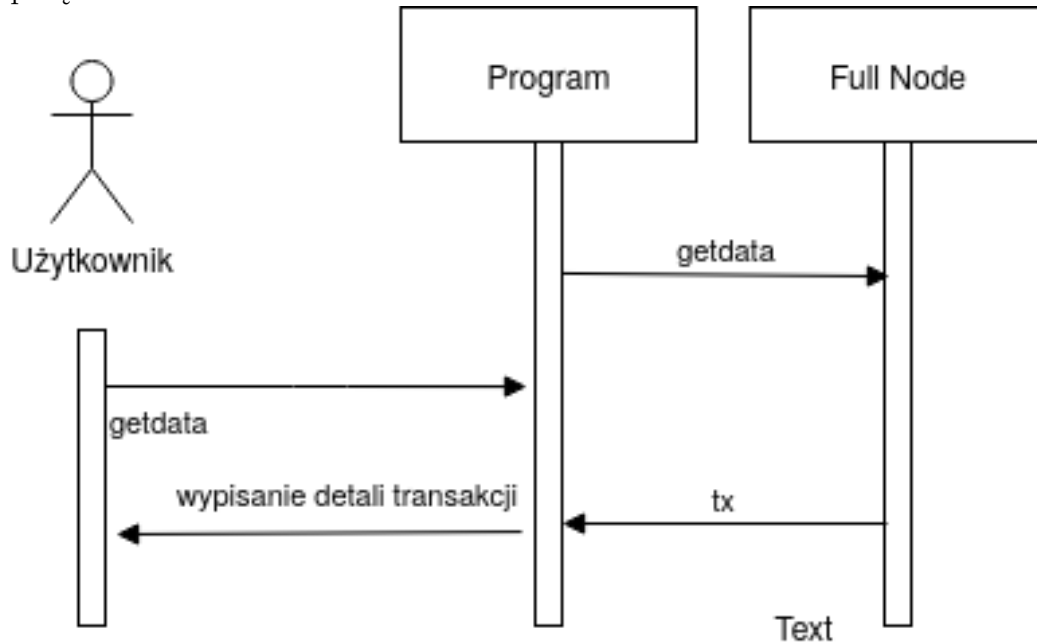 Program
Full Node
getdata
Użytkownik
getdata
wypisanie detali transakcji
tx
Text